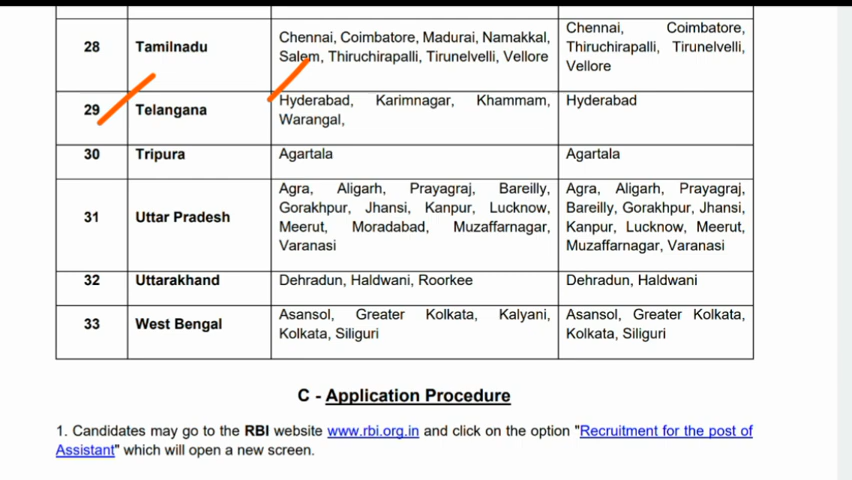 28 Tamilnadu Chennai, Coimbatore, Madurai, Namakkal, Chennai, Coimbatore,
Salem, Thiruchirapalli, Tirunelvelli, Vellore Thiruchirapalli, Tirunelvelli,
Vellore
29 Telangana Hyderabad, Karimnagar, Khammam, Hyderabad
Warangal,
30 Tripura Agartala Agartala
31 Uttar Pradesh Agra, Aligarh, Prayagraj, Bareilly, Agra, Aligarh, Prayagraj,
Gorakhpur, Jhansi, Kanpur, Lucknow, Bareilly, Gorakhpur, Jhansi,
Meerut, Moradabad, Muzaffarnagar, Kanpur, Lucknow, Meerut,
Varanasi Muzaffarnagar, Varanasi
32 Uttarakhand Dehradun, Haldwani, Roorkee Dehradun, Haldwani
33 West Bengal Asansol, Greater Kolkata, Kalyani, Asansol, Greater Kolkata,
Kolkata, Siliguri Kolkata, Siliguri
C - Application Procedure
1. Candidates may go to the RBI website www.rbi.org.in and click on the option "Recruitment for the post of
Assistant" which will open a new screen.